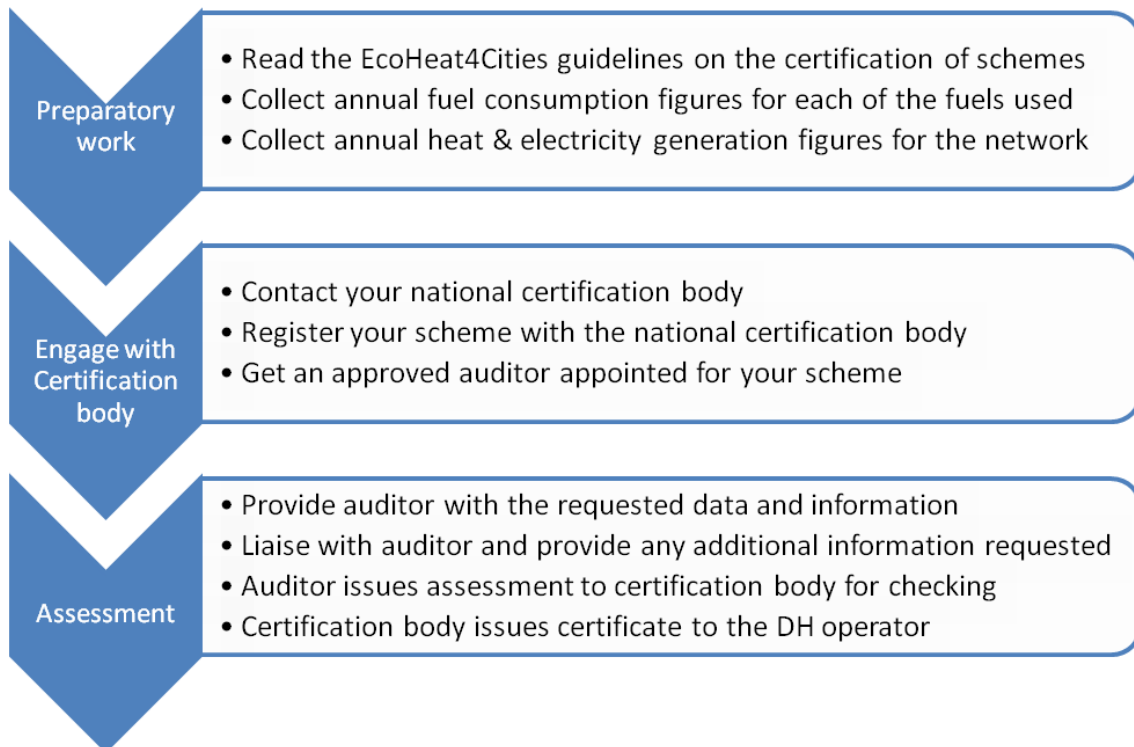 Preparatory
work
• Read the EcoHeat4Cities guidelines on the certification of schemes
• Collect annual fuel consumption figures for each of the fuels used
• Collect annual heat & electricity generation figures for the network
Engage with
Certification
body
• Contact your national certification body
• Register your scheme with the national certification body
• Get an approved auditor appointed for your scheme
Assessment
• Provide auditor with the requested data and information
• Liaise with auditor and provide any additional information requested
• Auditor issues assessment to certification body for checking
• Certification body issues certificate to the DH operator